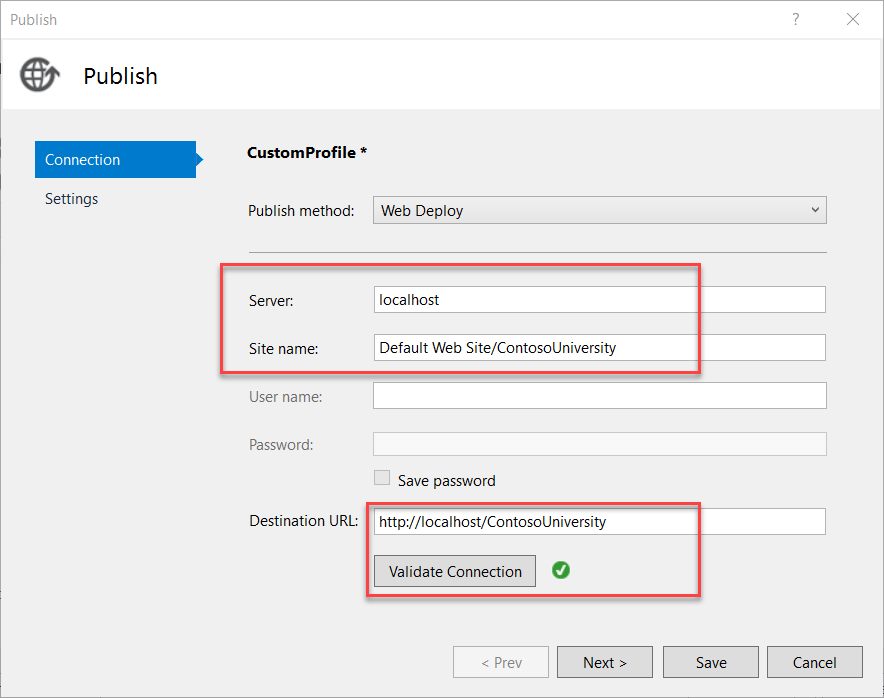 Publish ?
Publish
Connection
Settings
CustomProfile *
Publish method: Web Deploy
Server: localhost
Site name: Default Web Site/ContosoUniversity
User name:
Password:
Save password
Destination URL: http://localhost/ContosoUniversity
Validate Connection
< Prev Next > Save Cancel